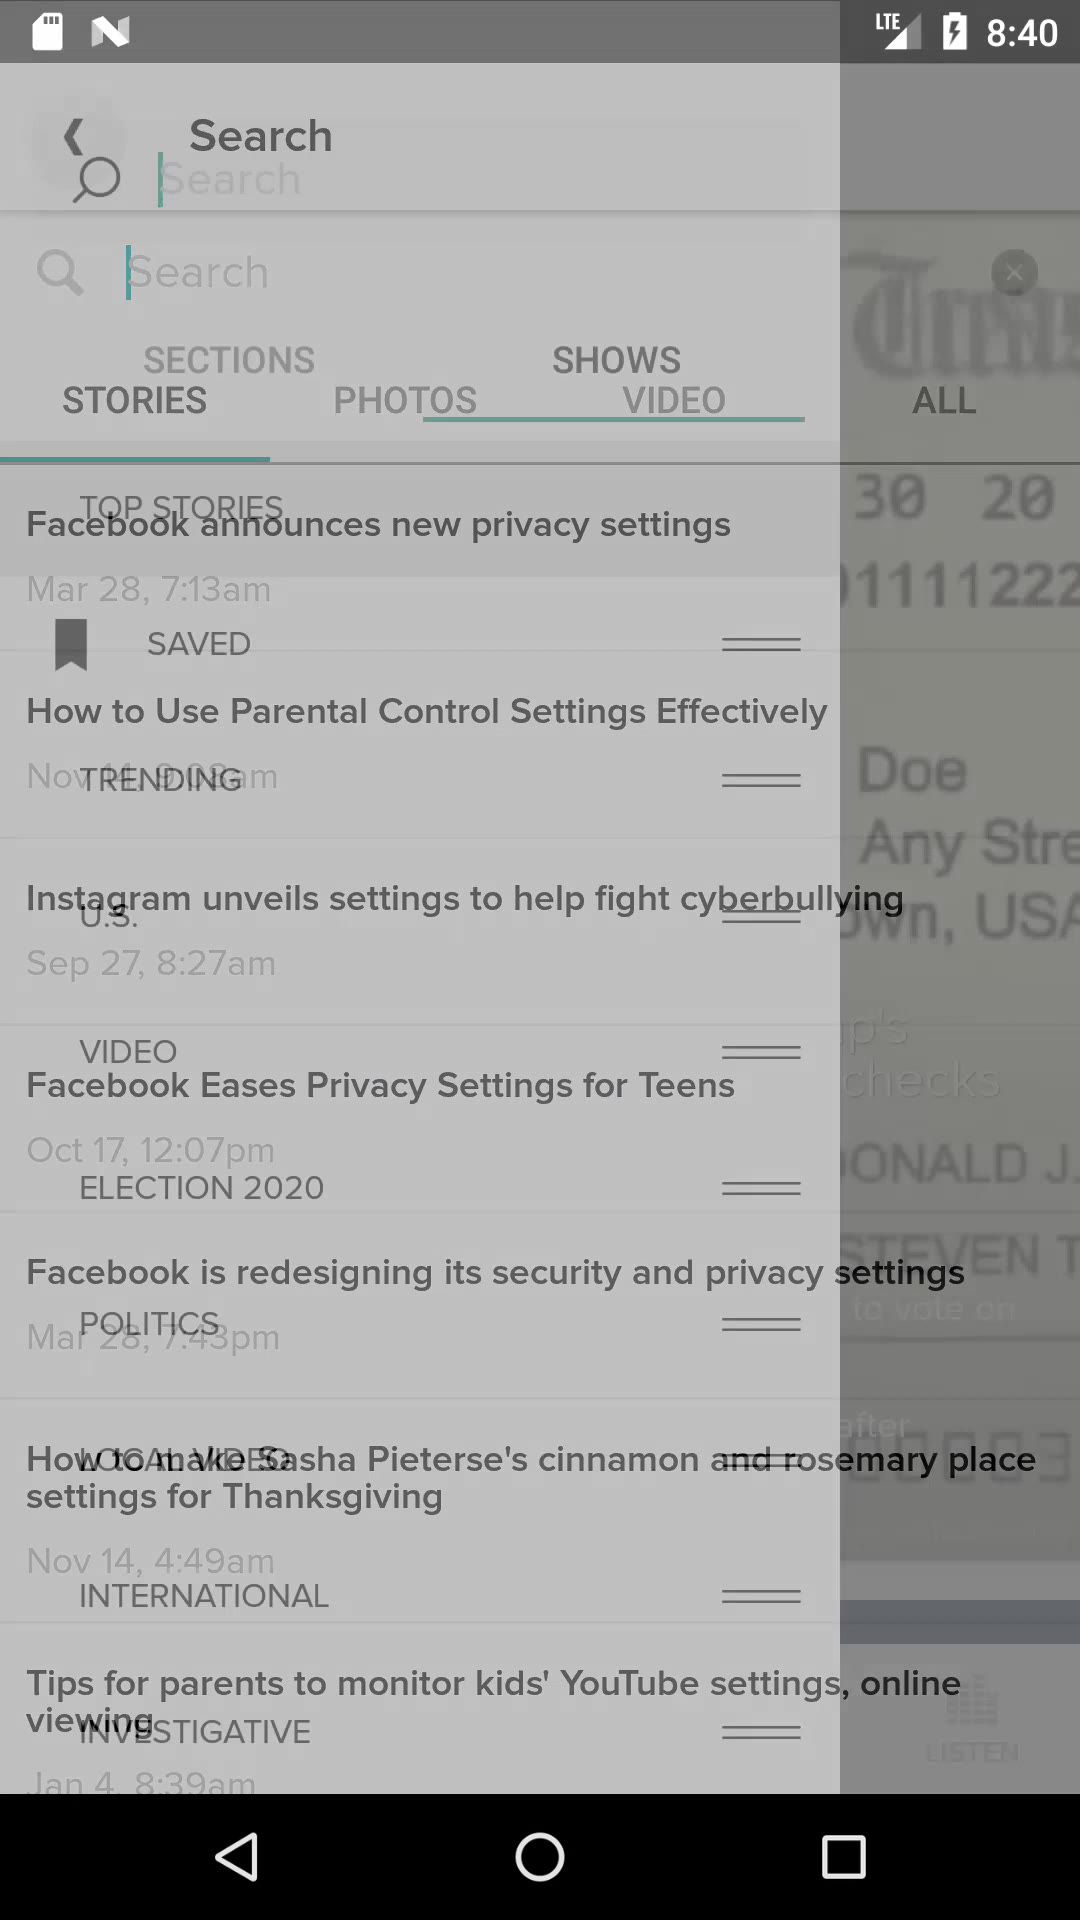 LTE 8:40
Search
Search
Search
SECTIONS SHOWS
STORIES PHOTOS VIDEO ALL
30 20
TOP STORIES
Facebook announces new privacy settings
Mar 28, 7:13am
SAVED
How to Use Parental Control Settings Effectively
Doe
Nov 14, 9:08am
TRENDING
Any Stre
Instagram unveils settings to help fight cyberbullying
U.S.
own, USA
Sep 27, 8:27am
VIDEO
Facebook Eases Privacy Settings for Teens
checks
Oct 17, 12:07pm
DONALD J.
ELECTION 2020
STEVEN T
Facebook is redesigning its security and privacy settings
to vote on
POLITICS
Mar 28, 7:43pm
after
How to make Sasha Pieterse's cinnamon and rosemary place
settings for Thanksgiving
LOCAL VIDEO
Nov 14, 4:49am
INTERNATIONAL
Tips for parents to monitor kids' YouTube settings, online
viewing
INVESTIGATIVE
LISTEN
Jan 4, 8:39am